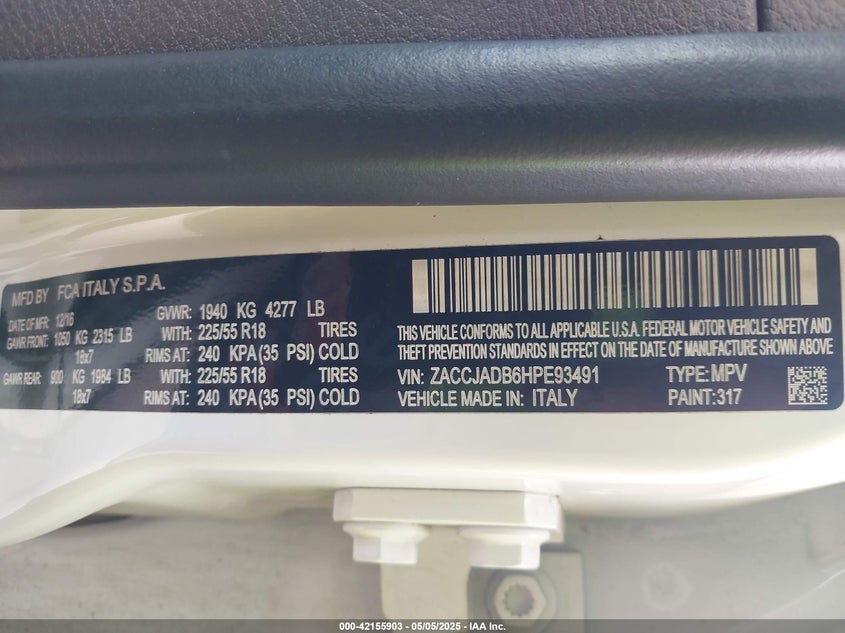 MFD BY FCA ITALY S.P.A.
DATE OF MFR: 12/16 GVWR: 1940 KG 4277 LB
GAWR FRONT: 1050 KG 2315 LB WITH: 225/55 R18 TIRES
18x7 RIMS AT: 240 KPA (35 PSI) COLD
GAWR REAR: 900 KG 1984 LB WITH: 225/55 R18 TIRES
18x7 RIMS AT: 240 KPA (35 PSI) COLD
THIS VEHICLE CONFORMS TO ALL APPLICABLE U.S.A. FEDERAL MOTOR VEHICLE SAFETY AND
THEFT PREVENTION STANDARDS IN EFFECT ON THE DATE OF MANUFACTURE SHOWN ABOVE
VIN: ZACCJADB6HPE93491 TYPE: MPV
VEHICLE MADE IN: ITALY PAINT: 317
000-42155903 - 05/05/2025 - IAA Inc.